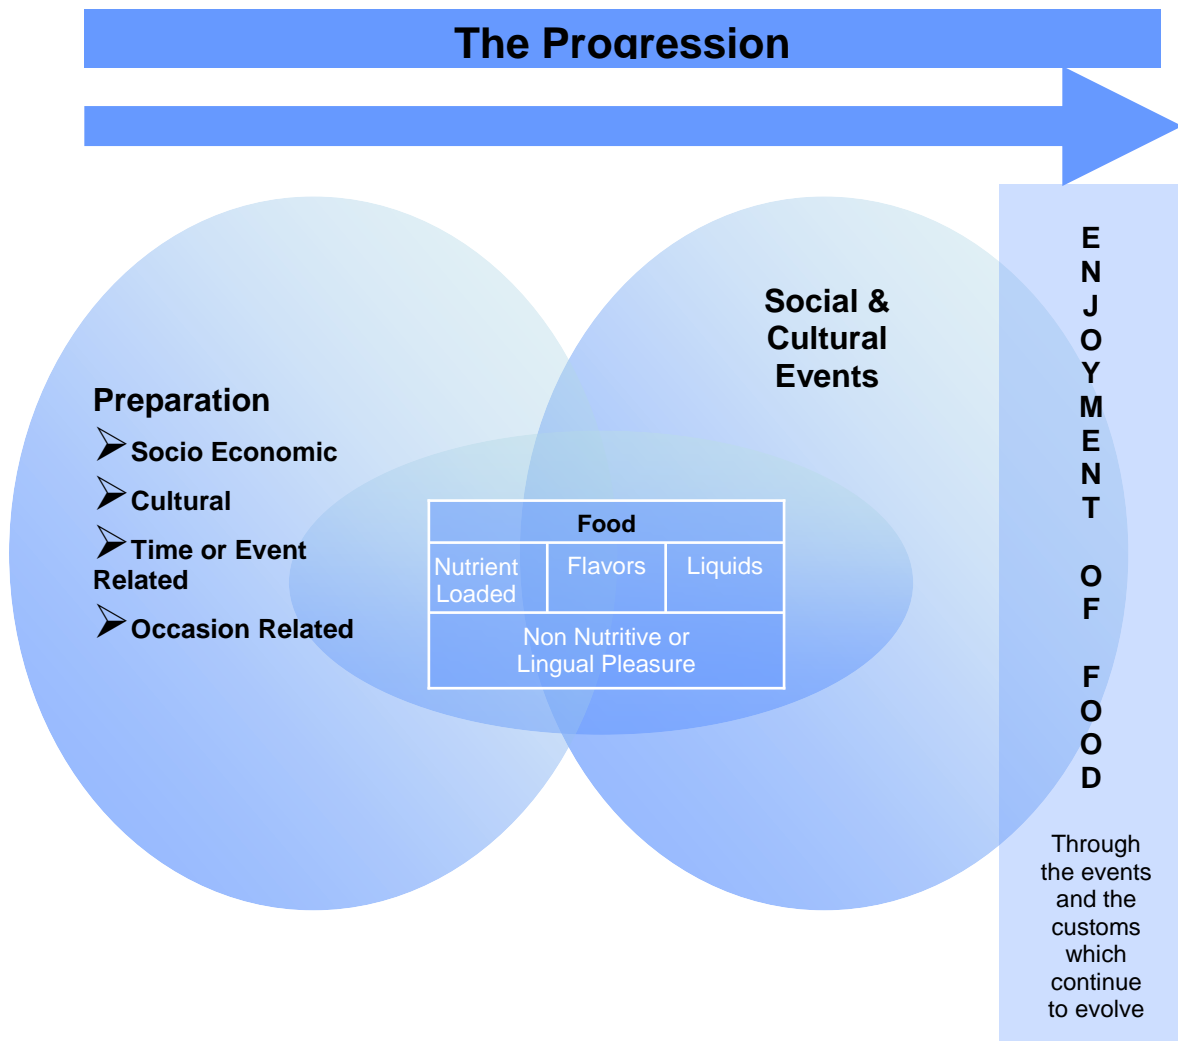 The Progression
Social &
Cultural
Events
Preparation
➢Socio Economic
➢Cultural
➢Time or Event
Related
➢Occasion Related
Food
Nutrient
Loaded
Flavors
Liquids
Non Nutritive or
Lingual Pleasure
E
N
J
O
Y
M
E
N
T
O
F
F
O
O
D
Through
the events
and the
customs
which
continue
to evolve